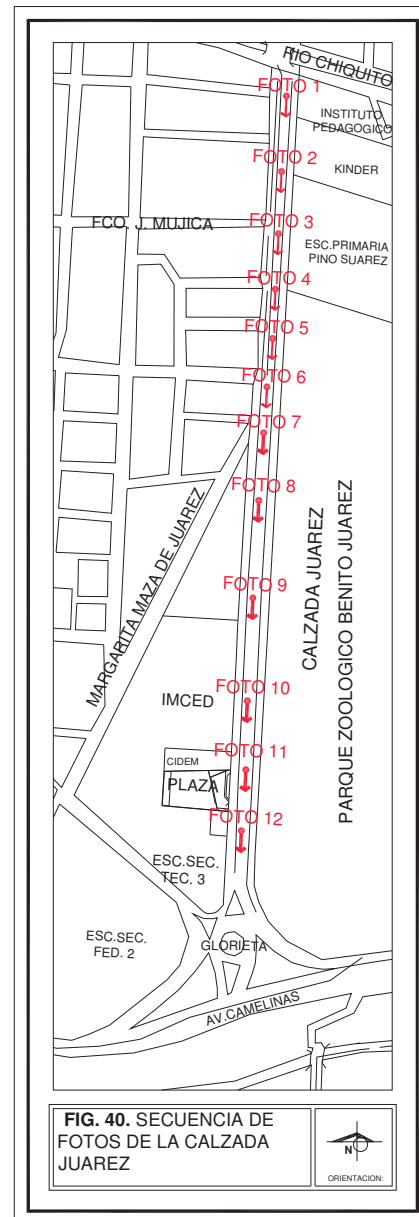 RIO CHIQUITO
FOTO 1
INSTITUTO
PEDAGOGICO
FOTO 2
KINDER
FOTO 3
FCO. J. MUJICA
ESC.PRIMARIA
PINO SUAREZ
FOTO 4
FOTO 5
FOTO 6
FOTO 7
FOTO 8
MARGARITA MAZA DE JUAREZ
CALZADA JUAREZ
PARQUE ZOOLOGICO BENITO JUAREZ
FOTO 9
FOTO 10
IMCED
FOTO 11
CIDEM
PLAZA
FOTO 12
ESC.SEC.
TEC. 3
ESC.SEC.
FED. 2
GLORIETA
AV.CAMELINAS
FIG. 40. SECUENCIA DE
FOTOS DE LA CALZADA
JUAREZ
N
ORIENTACION: